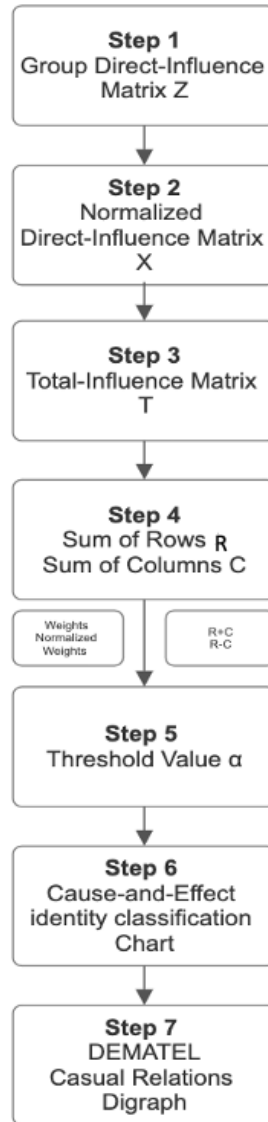 Step 1
Group Direct-Influence
Matrix Z
Step 2
Normalized
Direct-Influence Matrix
X
Step 3
Total-Influence Matrix
T
Step 4
Sum of Rows R
Sum of Columns C
Weights
Normalized
Weights
R+C
R-C
Step 5
Threshold Value α
Step 6
Cause-and-Effect
identity classification
Chart
Step 7
DEMATEL
Casual Relations
Digraph